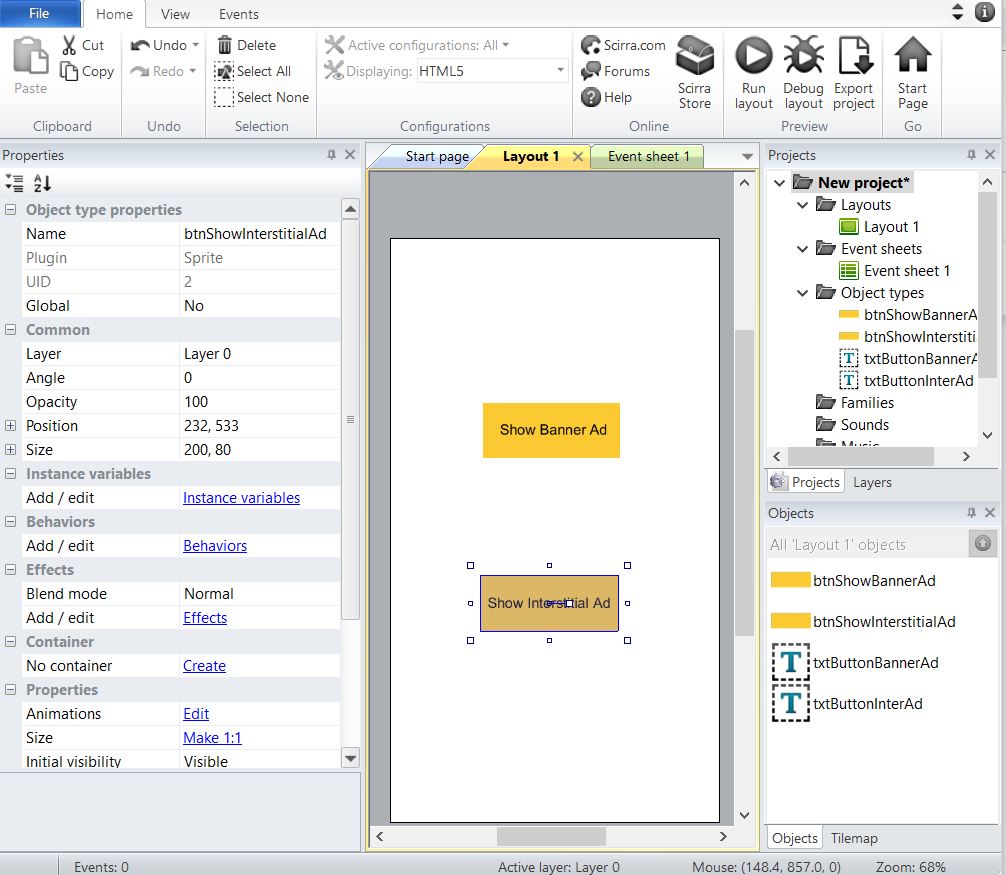 File Home View Events
Paste Cut Copy Clipboard
Undo Redo Undo
Delete Select All Select None Selection
Active configurations: All
Displaying: HTML5
Configurations
Scirra.com Forums Help
Scirra Store
Online
Run layout
Debug layout
Export project
Preview
Start Page
Go
Properties
A Z
Object type properties
Name btnShowInterstitialAd
Plugin Sprite
UID 2
Global No
Common
Layer Layer 0
Angle 0
Opacity 100
Position 232, 533
Size 200, 80
Instance variables
Add / edit Instance variables
Behaviors
Add / edit Behaviors
Effects
Blend mode Normal
Add / edit Effects
Container
No container Create
Properties
Animations Edit
Size Make 1:1
Initial visibility Visible
Start page Layout 1 Event sheet 1
Show Banner Ad
Show Interstitial Ad
Projects
New project*
Layouts
Layout 1
Event sheets
Event sheet 1
Object types
btnShowBannerA
btnShowInterstiti
T txtButtonBannerA
T txtButtonInterAd
Families
Sounds
Music
Projects Layers
Objects
All 'Layout 1' objects
btnShowBannerAd
btnShowInterstitialAd
T txtButtonBannerAd
T txtButtonInterAd
Objects Tilemap
Events: 0 Active layer: Layer 0 Mouse: (148.4, 857.0, 0) Zoom: 68%